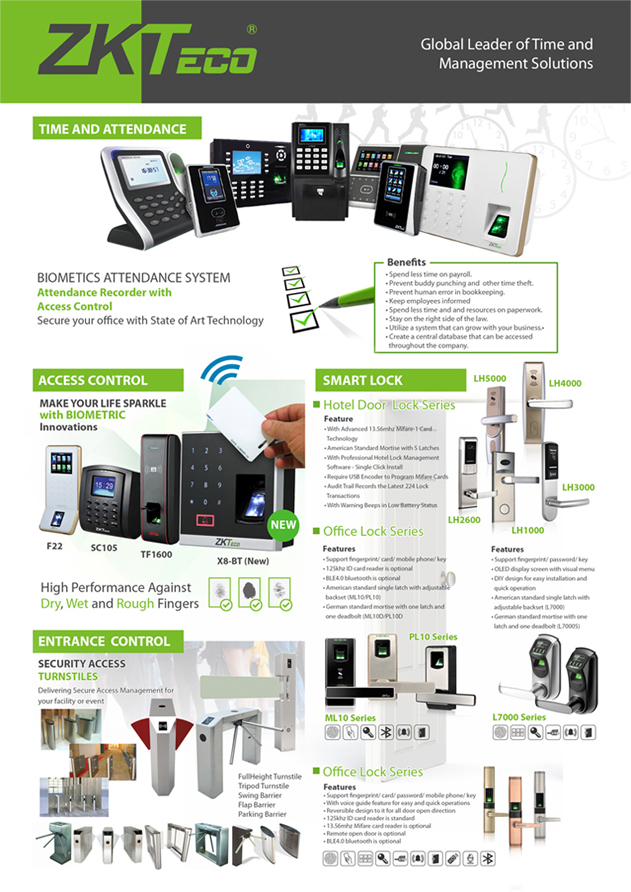 ZKTECO ®
Global Leader of Time and
Management Solutions
TIME AND ATTENDANCE
BIOMETICS ATTENDANCE SYSTEM
Attendance Recorder with
Access Control
Secure your office with State of Art Technology
Benefits
• Spend less time on payroll.
• Prevent buddy punching and other time theft.
• Prevent human error in bookkeeping.
• Keep employees informed
• Spend less time and and resources on paperwork.
• Stay on the right side of the law.
• Utilize a system that can grow with your business.•
• Create a central database that can be accessed
throughout the company.
ACCESS CONTROL
MAKE YOUR LIFE SPARKLE
with BIOMETRIC
Innovations
ZKTECO
NEW
F22
SC105
TF1600
X8-BT (New)
High Performance Against
Dry, Wet and Rough Fingers
ENTRANCE CONTROL
SECURITY ACCESS
TURNSTILES
Delivering Secure Access Management for
your facility or event
FullHeight Turnstile
Tripod Turnstile
Swing Barrier
Flap Barrier
Parking Barrier
SMART LOCK
Hotel Door Lock Series
Feature
• With Advanced 13.56mhz Mifare-1 Card
Technology
• American Standard Mortise with 5 Latches
• With Professional Hotel Lock Management
Software - Single Click Install
• Require USB Encoder to Program Mifare Cards
• Audit Trail Records the Latest 224 Lock
Transactions
• With Warning Beeps in Low Battery Status
LH5000
LH4000
LH3000
LH2600
LH1000
Office Lock Series
Features
• Support fingerprint/ card/ mobile phone/ key
• 125khz ID card reader is optional
• BLE4.0 bluetooth is optional
• American standard single latch with adjustable
backset (ML10/PL10)
• German standard mortise with one latch and
one deadbolt (ML10D/PL10D
Features
• Support fingerprint/ password/ key
• OLED display screen with visual menu
• DIY design for easy installation and
quick operation
• American standard single latch with
adjustable backset (L7000)
• German standard mortise with one
latch and one deadbolt (L7000S)
PL10 Series
ML10 Series
L7000 Series
Office Lock Series
Features
• Support fingerprint/ card/ password/ mobile phone/ key
• With voice guide feature for easy and quick operations
• Reversible design to it for all door open direction
• 125khz ID card reader is standard
• 13.56mhz Mifare card reader is optional
• Remote open door is optional
• BLE4.0 bluetooth is optional